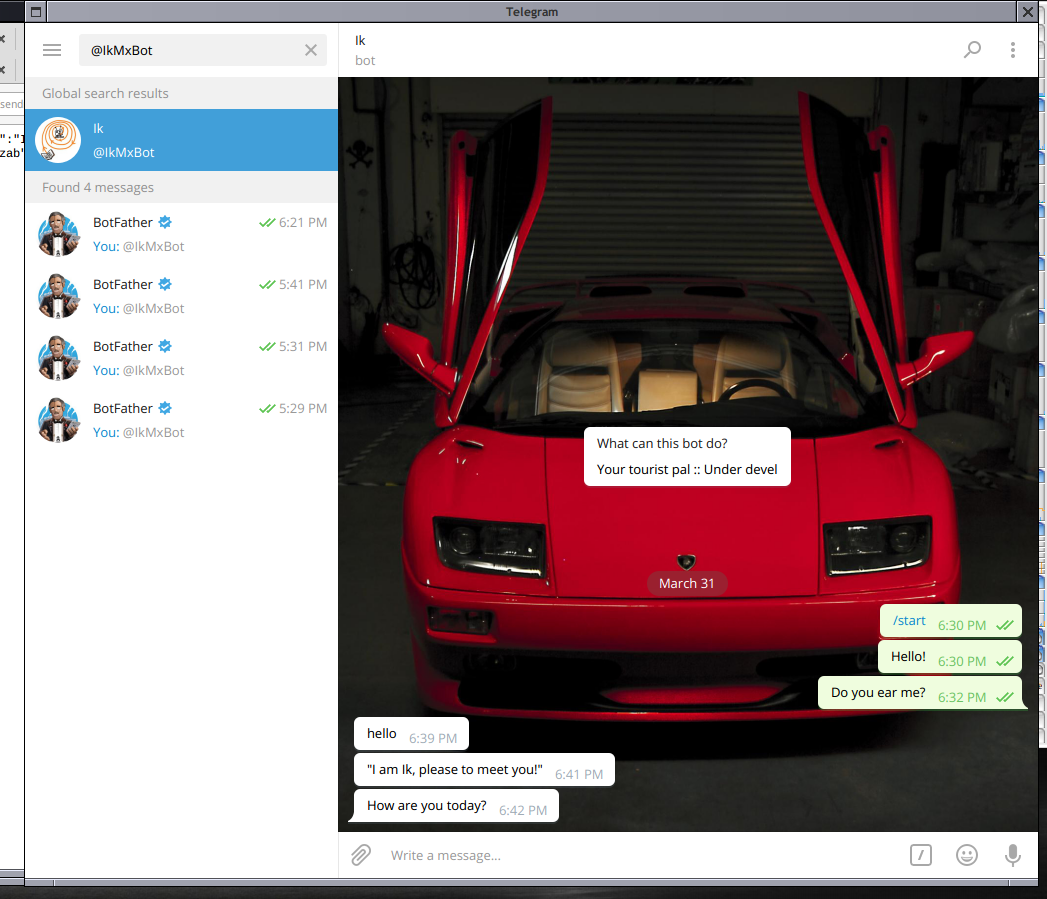 Telegram
@IkMxBot
Ik
bot
Global search results
Ik
@IkMxBot
Found 4 messages
BotFather 6:21 PM
You: @IkMxBot
BotFather 5:41 PM
You: @IkMxBot
BotFather 5:31 PM
You: @IkMxBot
BotFather 5:29 PM
You: @IkMxBot
What can this bot do?
Your tourist pal :: Under devel
March 31
/start 6:30 PM
Hello! 6:30 PM
Do you ear me? 6:32 PM
hello 6:39 PM
"I am Ik, please to meet you!" 6:41 PM
How are you today? 6:42 PM
Write a message...
send
zab'